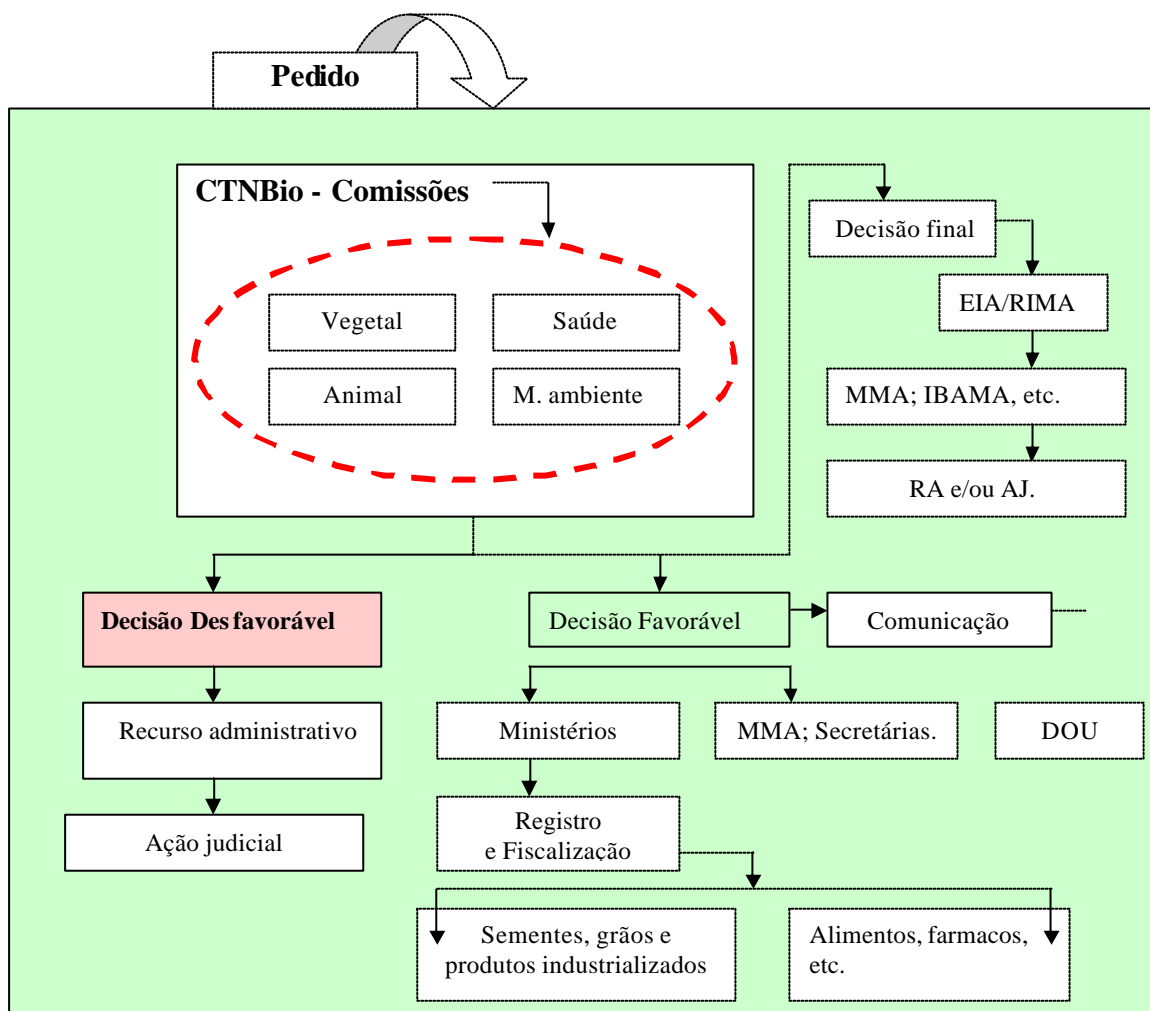 Pedido
CTNBio - Comissões
Vegetal
Saúde
Animal
M. ambiente
Decisão final
EIA/RIMA
MMA; IBAMA, etc.
RA e/ou AJ.
Decisão Desfavorável
Decisão Favorável
Comunicação
Recurso administrativo
Ministérios
MMA; Secretárias.
DOU
Ação judicial
Registro
e Fiscalização
Sementes, grãos e
produtos industrializados
Alimentos, farmacos,
etc.